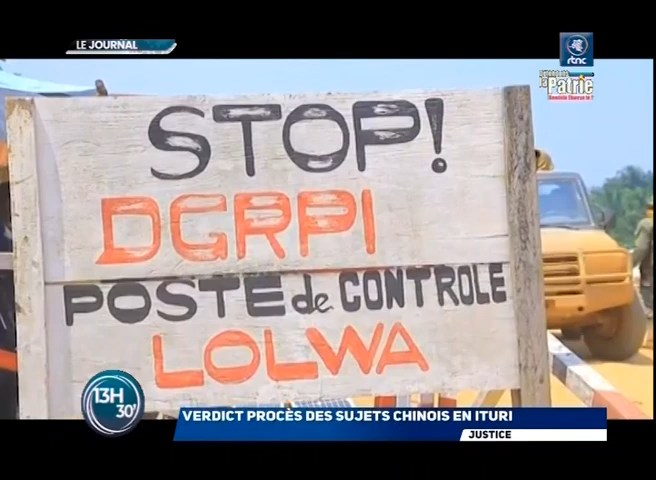 LE JOURNAL
rtnc
Défendons
la Patrie
STOP!
DGRPI
POSTE de CONTROLE
LOLWA
13H
30'
VERDICT PROCÈS DES SUJETS CHINOIS EN ITURI
JUSTICE